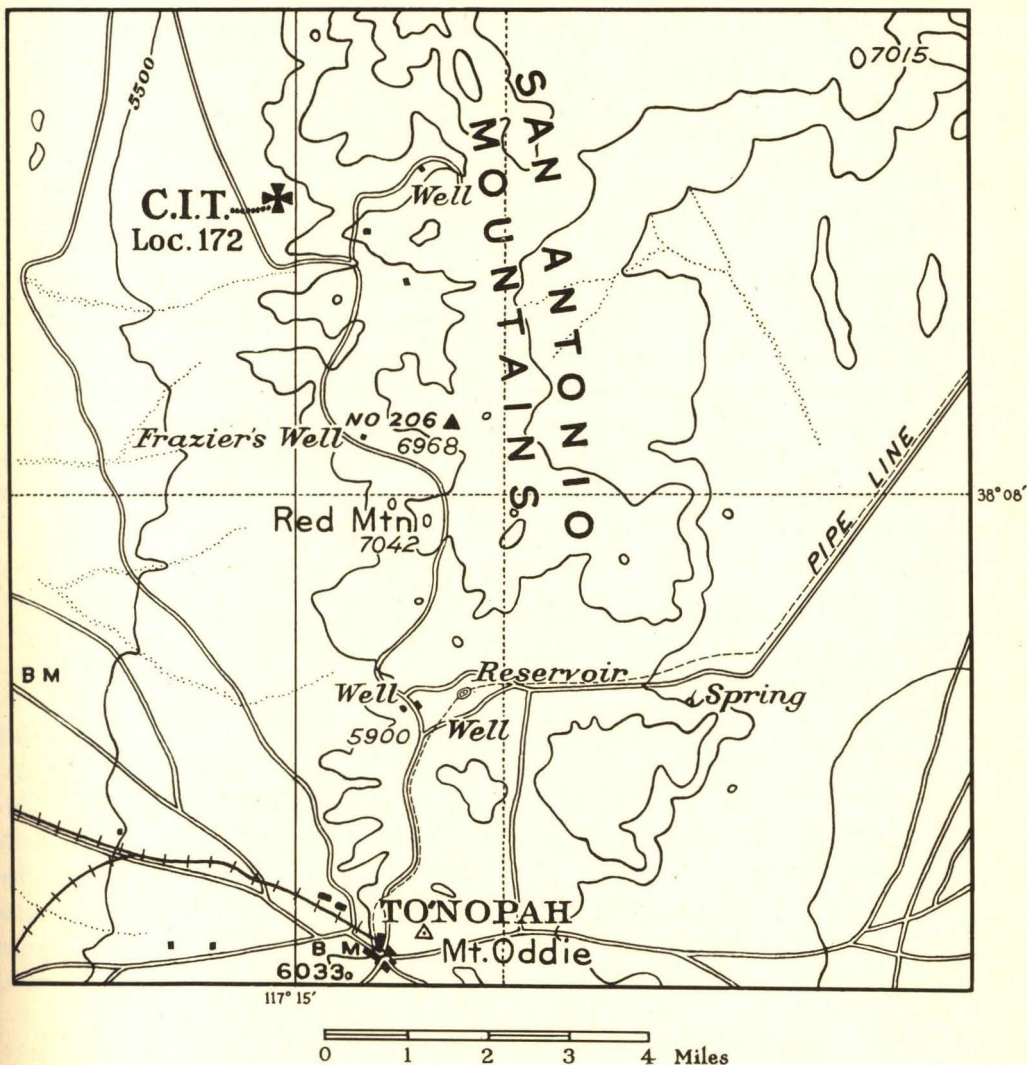 5500
7015
SAN ANTONIO
MOUNTAINS
Well
C.I.T.
Loc. 172
NO 206
6968
Frazier's Well
38° 08'
Red Mtn
7042
PIPE LINE
BM
Reservoir
Well
Spring
5900
Well
TONOPAH
BM
Mt. Oddie
6033
117° 15'
0 1 2 3 4 Miles